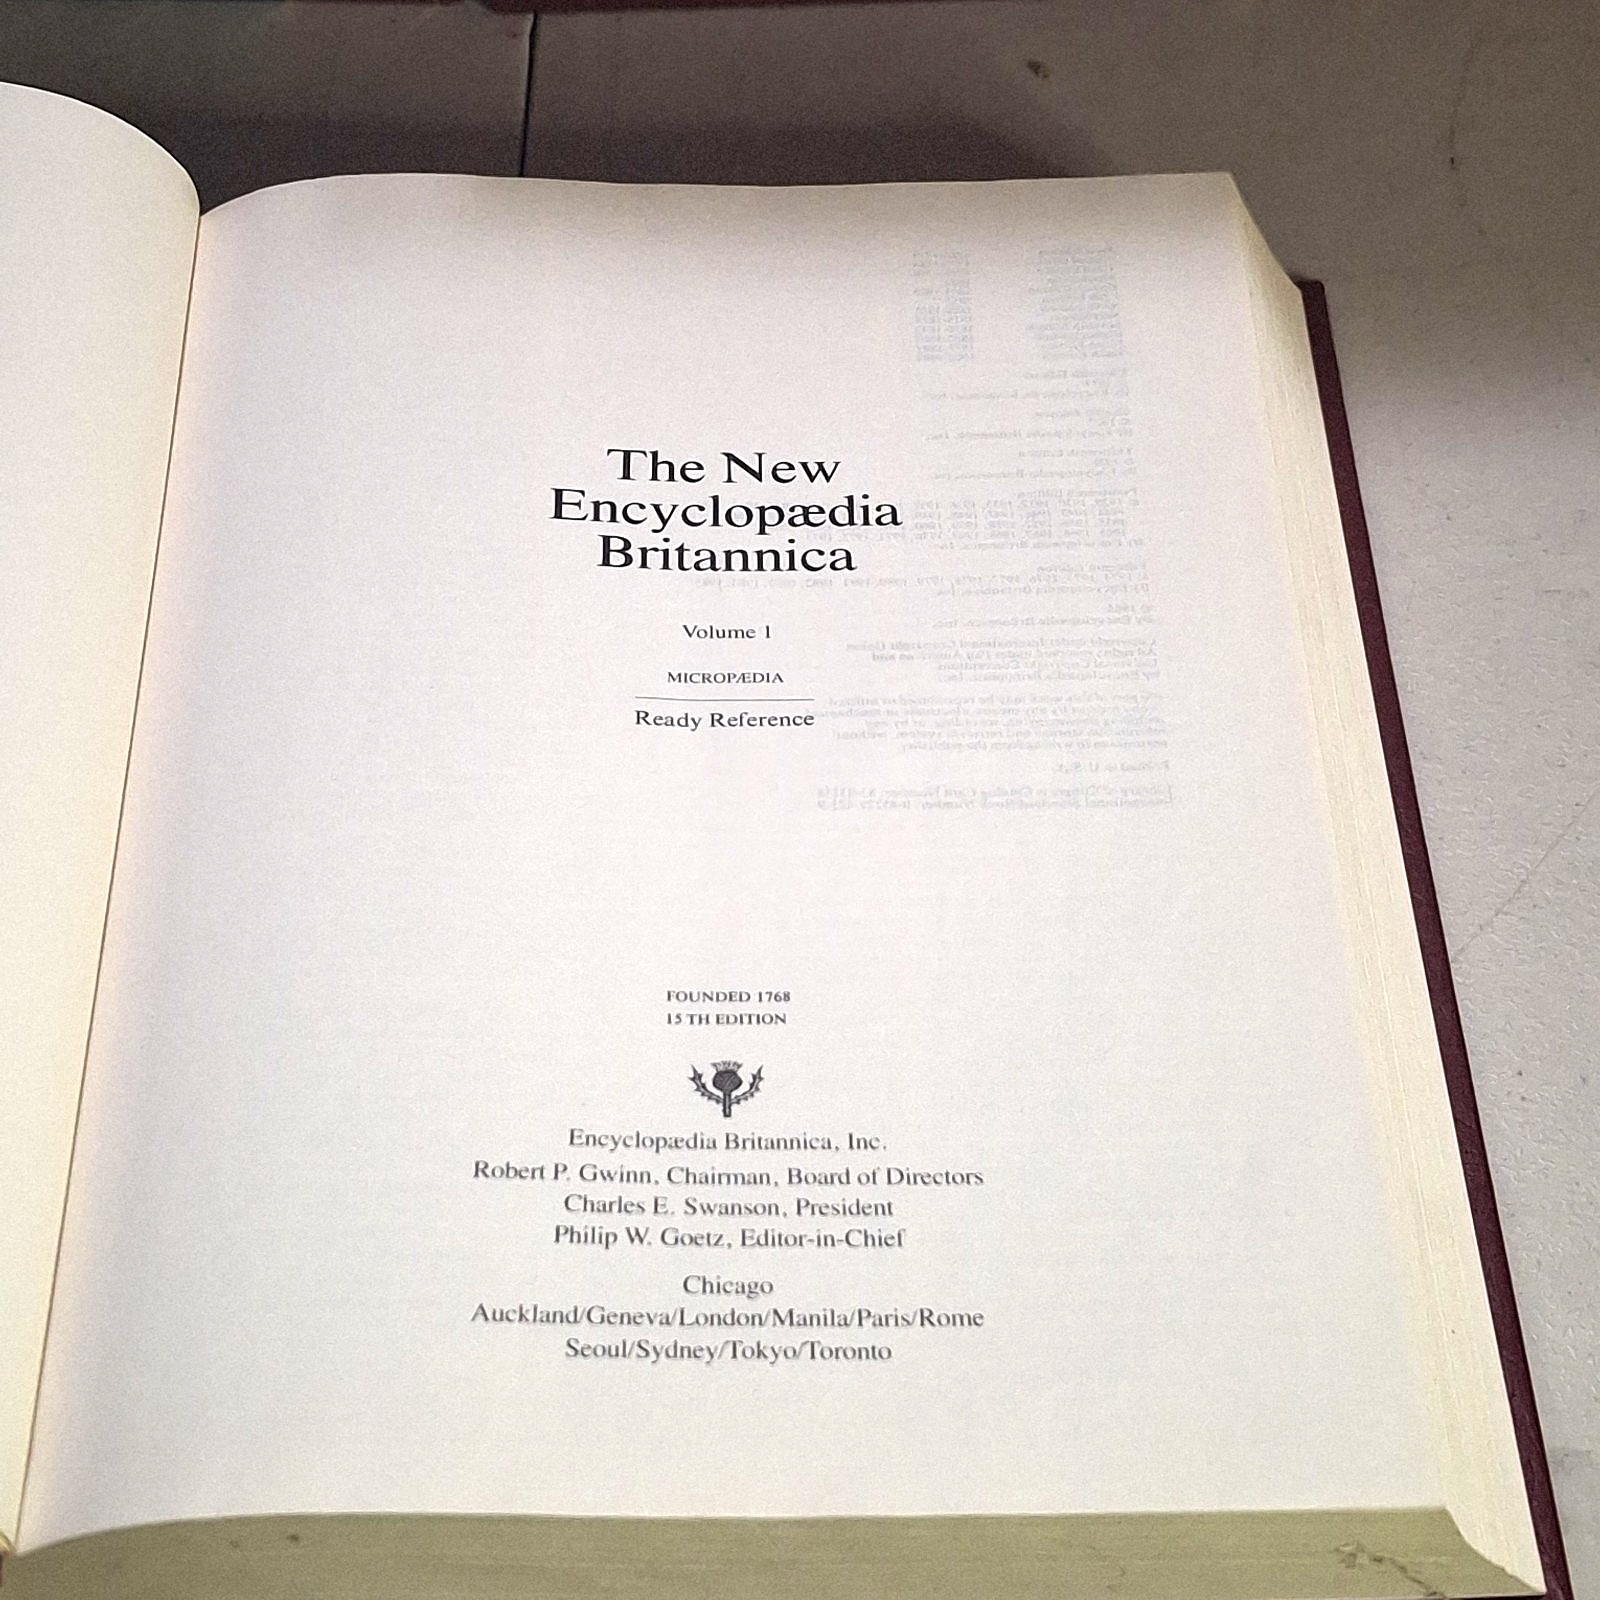 The New
Encyclopædia
Britannica
Volume 1
MICROPÆDIA
Ready Reference
FOUNDED 1768
15 TH EDITION
Encyclopædia Britannica, Inc.
Robert P. Gwinn, Chairman, Board of Directors
Charles E. Swanson, President
Philip W. Goetz, Editor-in-Chief
Chicago
Auckland/Geneva/London/Manila/Paris/Rome
Seoul/Sydney/Tokyo/Toronto